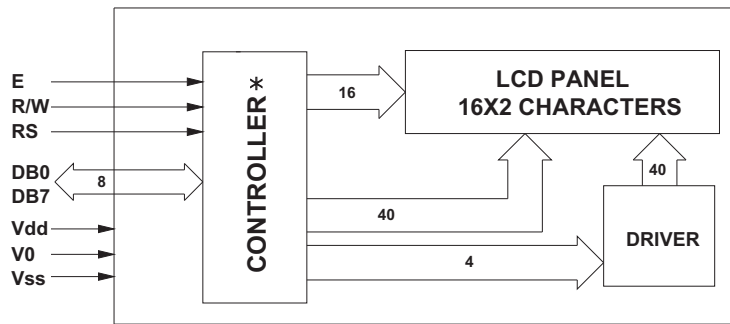 E
R/W
RS
DB0
DB7
8
Vdd
V0
Vss
CONTROLLER*
16
LCD PANEL
16X2 CHARACTERS
40
40
DRIVER
4